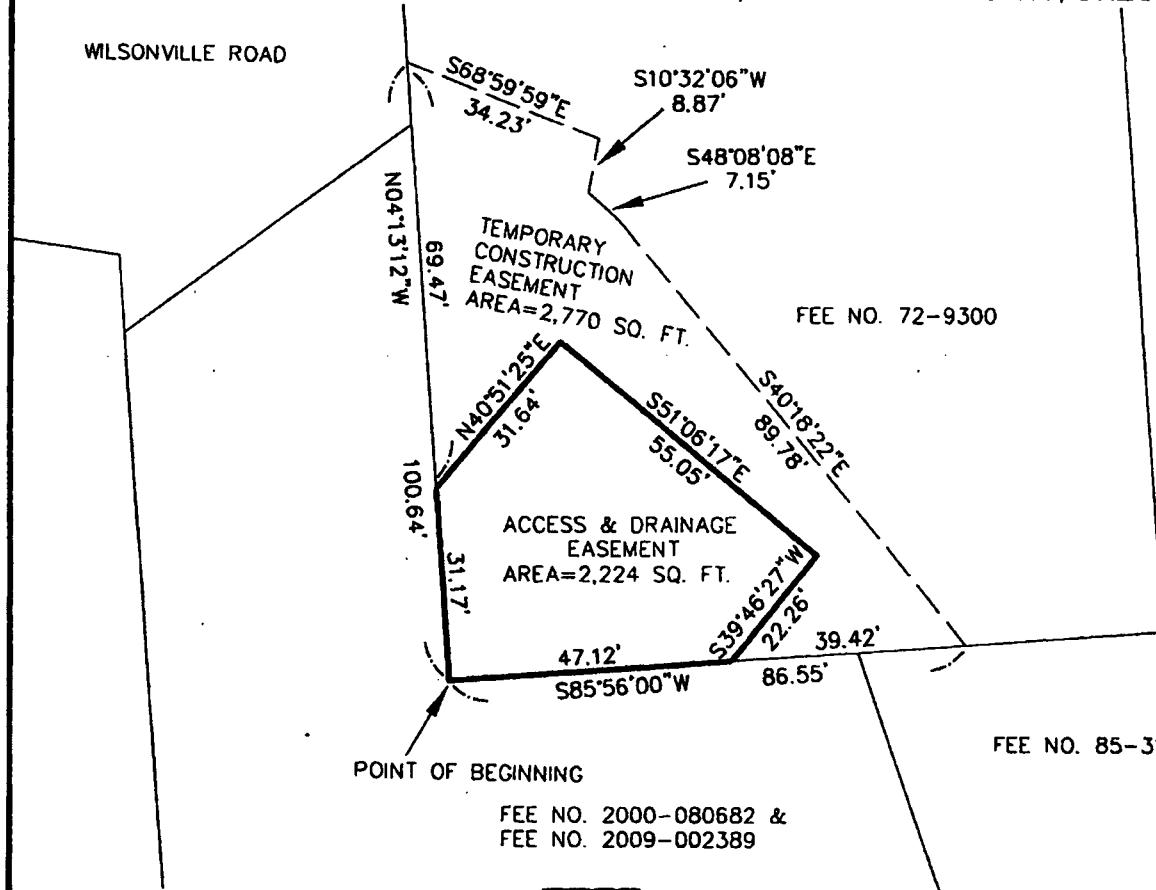 WILSONVILLE ROAD
S68°59'59"E
34.23'
S10°32'06"W
8.87'
S48°08'08"E
7.15'
N04°13'12"W
69.47'
TEMPORARY
CONSTRUCTION
EASEMENT
AREA=2,770 SQ. FT.
FEE NO. 72-9300
N40°51'25"E
31.64'
S51°06'17"E
55.05'
S40°18'22"E
89.78'
100.64'
31.17'
ACCESS & DRAINAGE
EASEMENT
AREA=2,224 SQ. FT.
S39°46'27"W
22.26'
47.12'
39.42'
S85°56'00"W
86.55'
POINT OF BEGINNING
FEE NO. 85-3
FEE NO. 2000-080682 &
FEE NO. 2009-002389